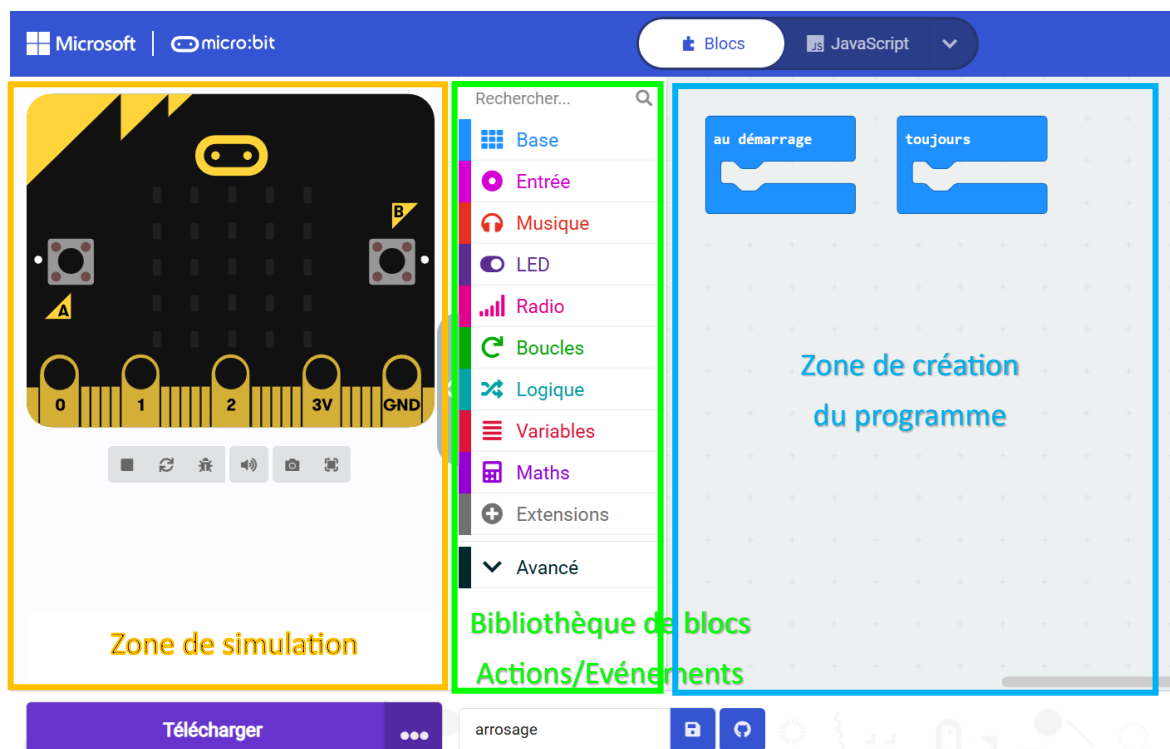 Microsoft micro:bit
Blocs
JavaScript
Rechercher...
Base
Entrée
Musique
LED
Radio
Boucles
Logique
Variables
Maths
Extensions
Avancé
B
A
0 1 2 3V GND
Zone de simulation
Bibliothèque de blocs
Actions/Evénements
au démarrage
toujours
Zone de création
du programme
Télécharger
arrosage